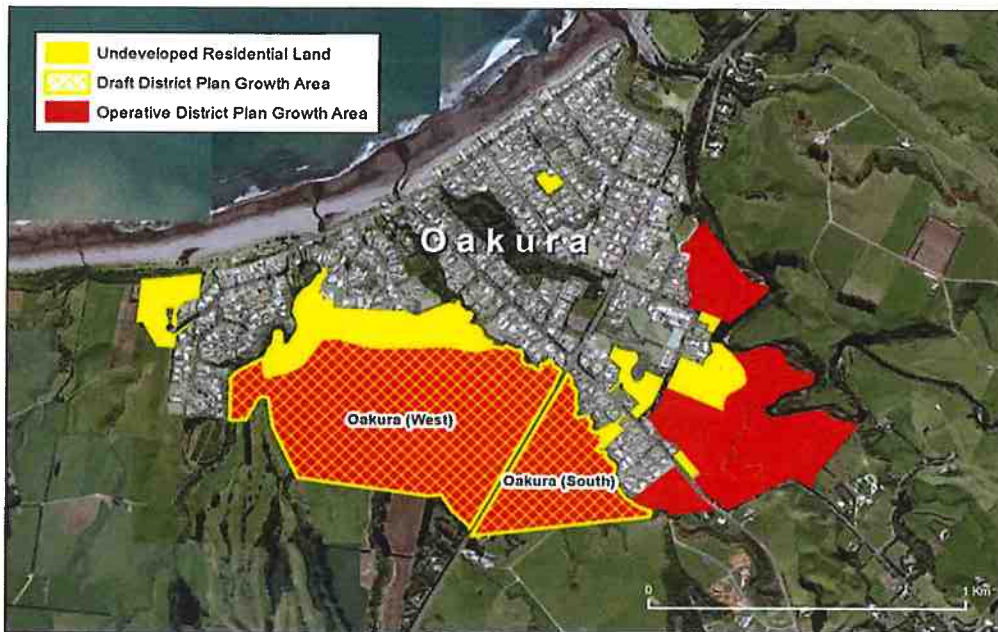 Undeveloped Residential Land
Draft District Plan Growth Area
Operative District Plan Growth Area
Oakura
Oakura (West)
Oakura (South)
0 1 Km